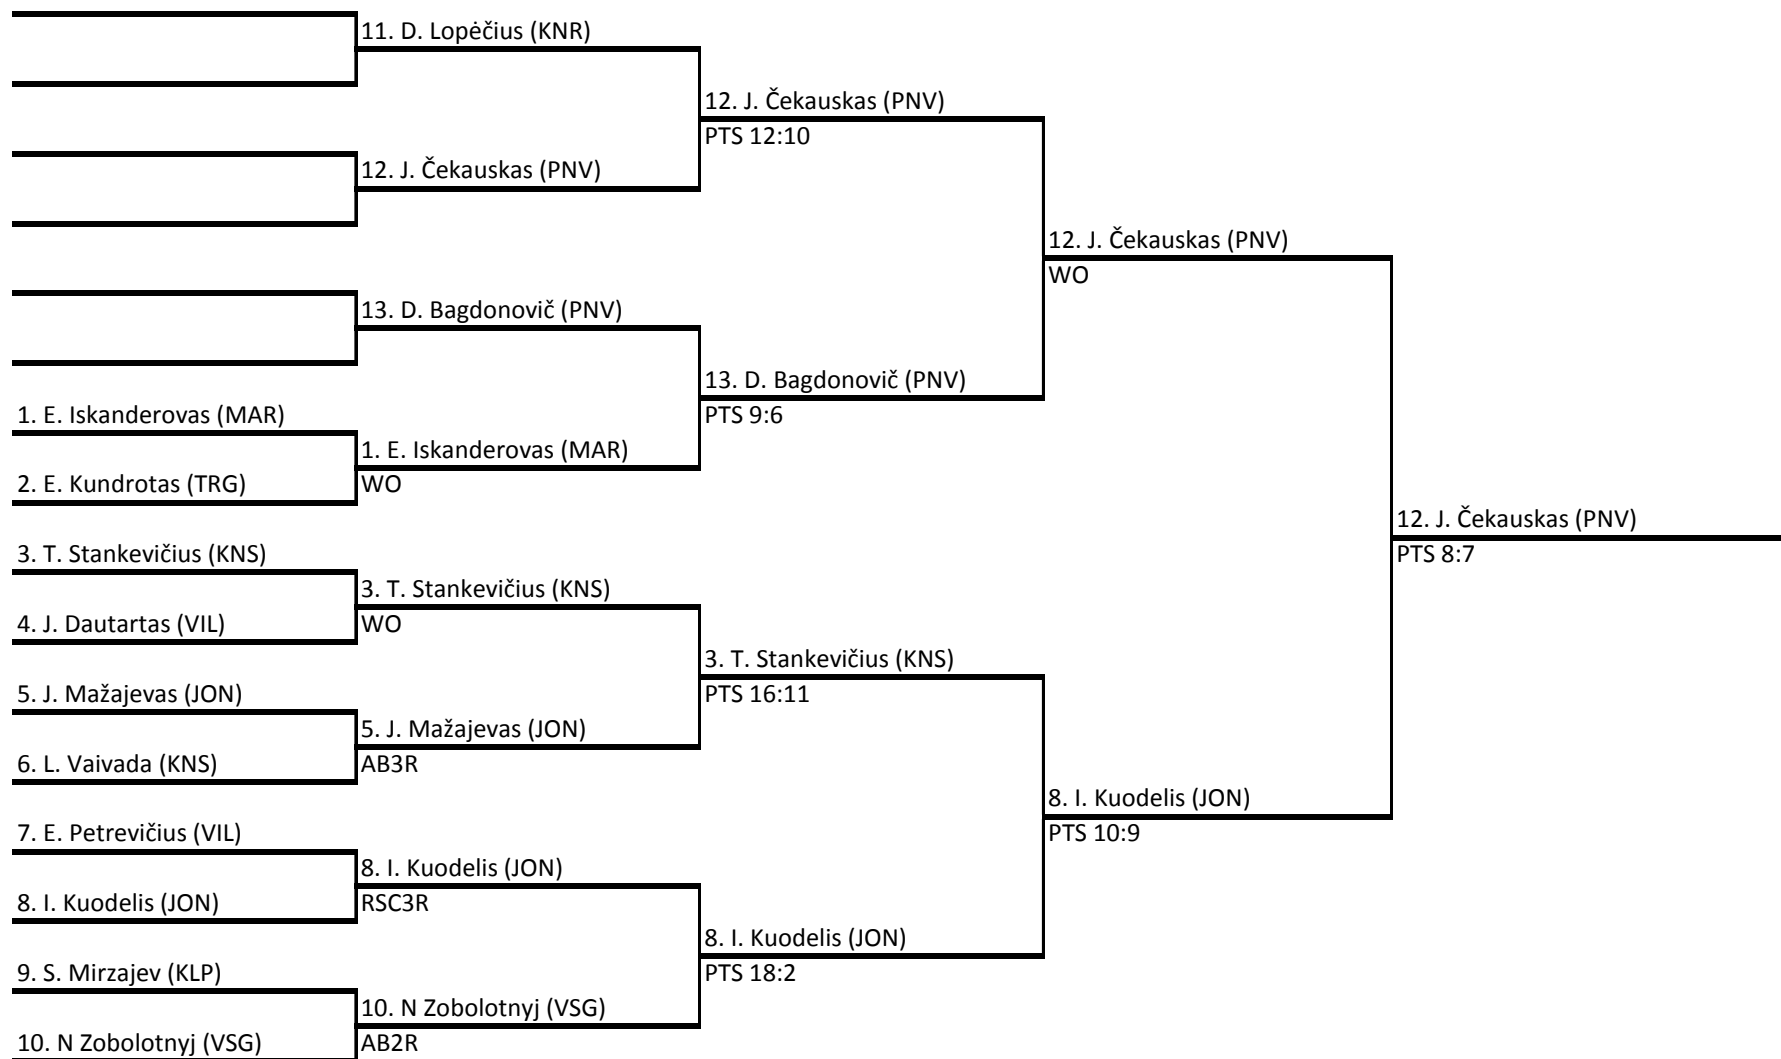 11. D. Lopėčius (KNR)
12. J. Čekauskas (PNV)
PTS 12:10
12. J. Čekauskas (PNV)
12. J. Čekauskas (PNV)
WO
13. D. Bagdonovič (PNV)
13. D. Bagdonovič (PNV)
PTS 9:6
1. E. Iskanderovas (MAR)
1. E. Iskanderovas (MAR)
2. E. Kundrotas (TRG)
WO
12. J. Čekauskas (PNV)
PTS 8:7
3. T. Stankevičius (KNS)
3. T. Stankevičius (KNS)
4. J. Dautartas (VIL)
WO
3. T. Stankevičius (KNS)
PTS 16:11
5. J. Mažajevas (JON)
5. J. Mažajevas (JON)
6. L. Vaivada (KNS)
AB3R
8. I. Kuodelis (JON)
PTS 10:9
7. E. Petrevičius (VIL)
8. I. Kuodelis (JON)
8. I. Kuodelis (JON)
RSC3R
8. I. Kuodelis (JON)
PTS 18:2
9. S. Mirzajev (KLP)
10. N Zobolotnyj (VSG)
10. N Zobolotnyj (VSG)
AB2R